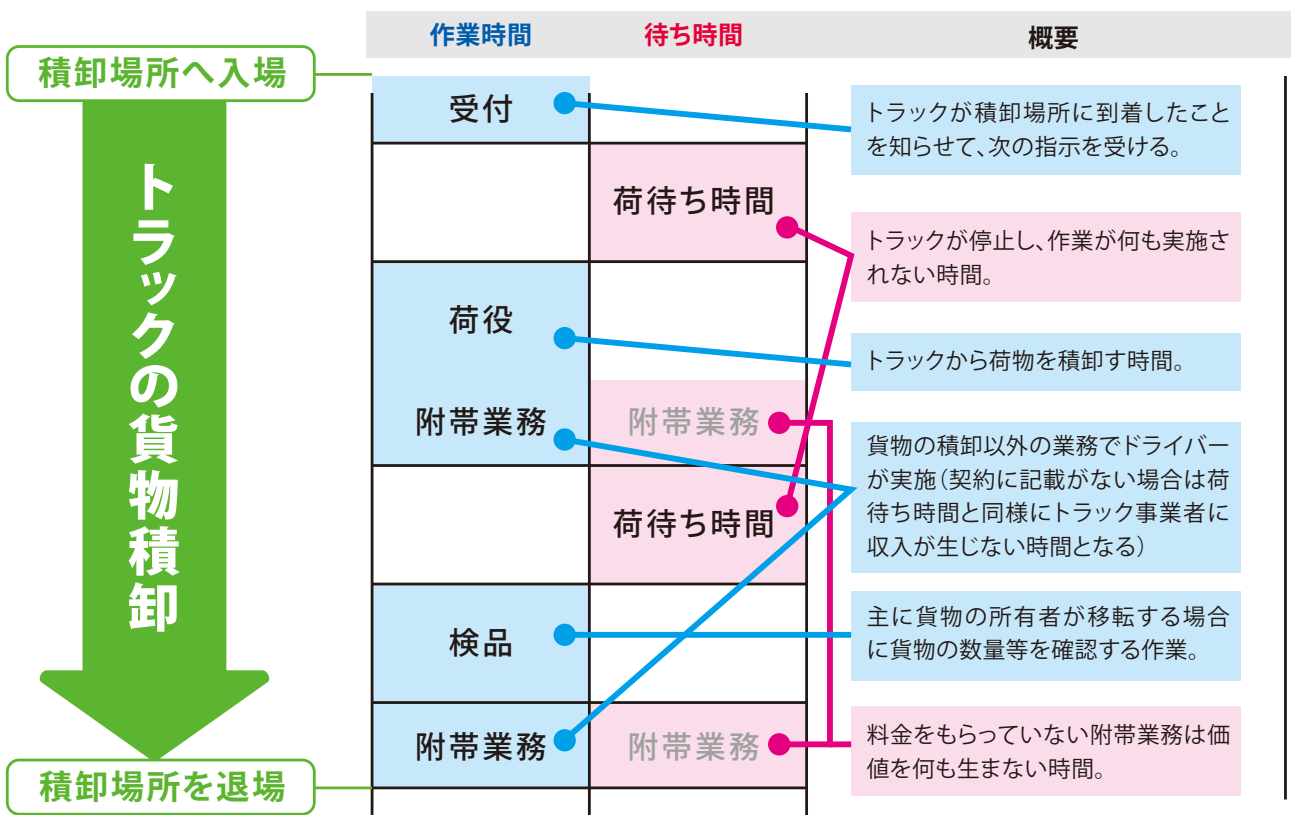 作業時間
待ち時間
概要
積卸場所へ入場
トラックの貨物積卸
積卸場所を退場
受付
荷待ち時間
荷役
附帯業務
附帯業務
荷待ち時間
検品
附帯業務
附帯業務
トラックが積卸場所に到着したこと
を知らせて、次の指示を受ける。
トラックが停止し、作業が何も実施さ
れない時間。
トラックから荷物を積卸す時間。
貨物の積卸以外の業務でドライバー
が実施(契約に記載がない場合は荷
待ち時間と同様にトラック事業者に
収入が生じない時間となる)
主に貨物の所有者が移転する場合
に貨物の数量等を確認する作業。
料金をもらっていない附帯業務は価
値を何も生まない時間。